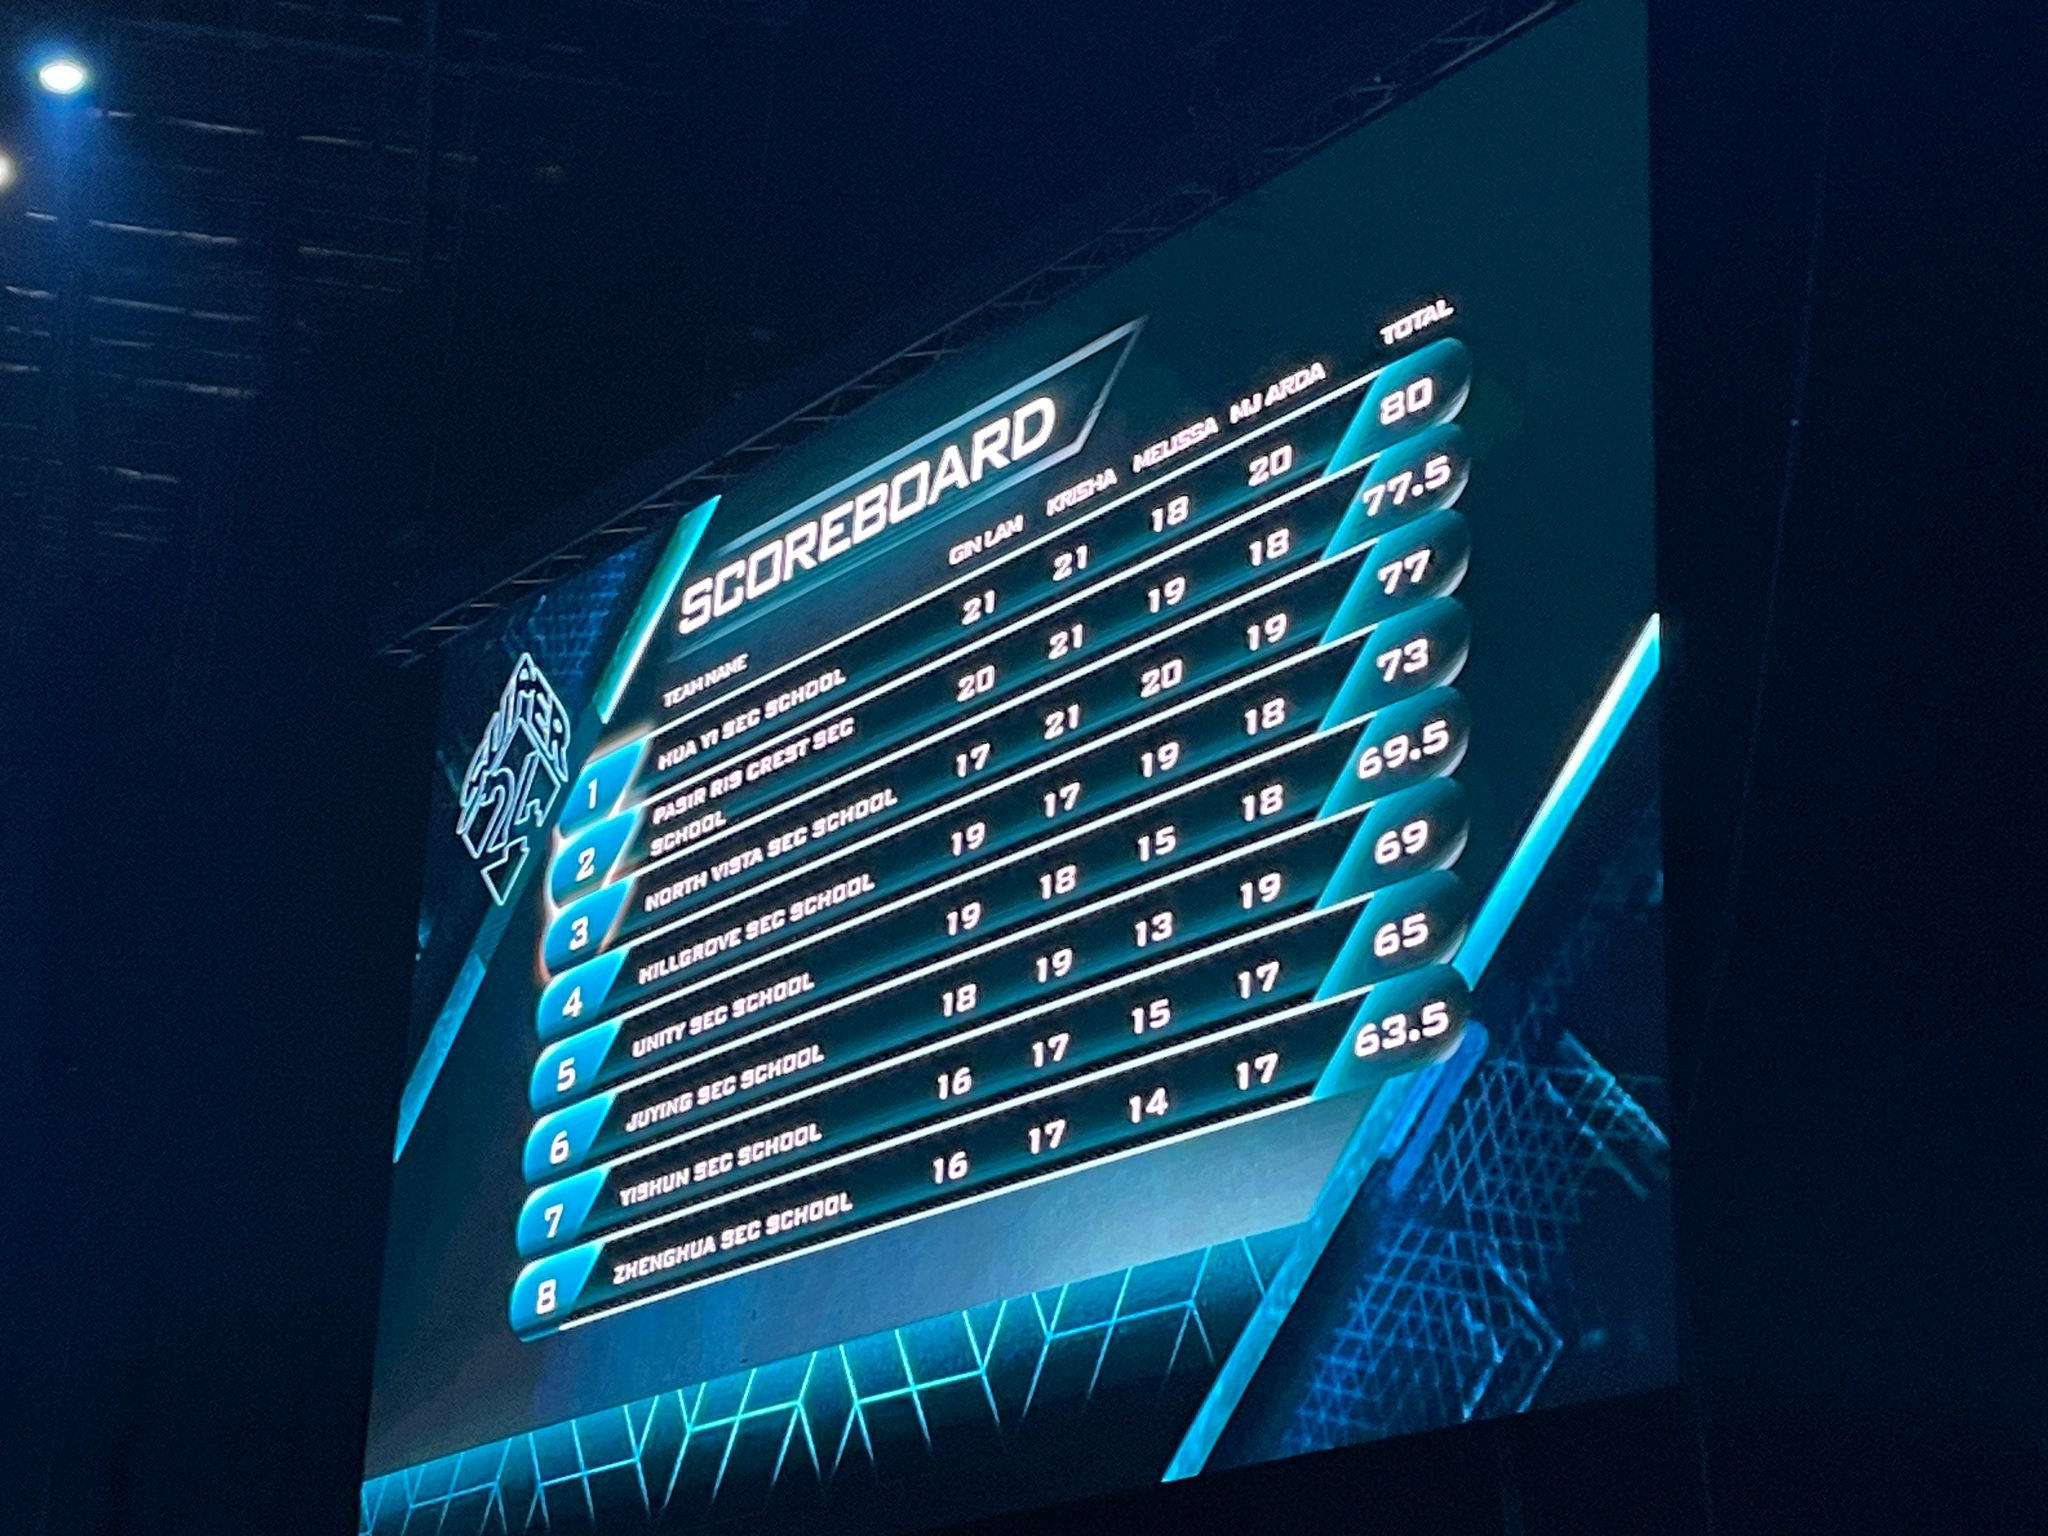 SCOREBOARD
TEAM NAME GIN LAM KRISHA MELISSA MJ ARDA TOTAL
1 HUA YI SEC SCHOOL 21 21 18 20 80
2 PASIR RIS CREST SEC SCHOOL 20 21 19 18 77.5
3 NORTH VISTA SEC SCHOOL 17 21 20 19 77
4 HILLGROVE SEC SCHOOL 19 17 19 18 73
5 UNITY SEC SCHOOL 19 18 15 18 69.5
6 JUYING SEC SCHOOL 18 19 13 19 69
7 YISHUN SEC SCHOOL 16 17 15 17 65
8 ZHENGHUA SEC SCHOOL 16 17 14 17 63.5
24